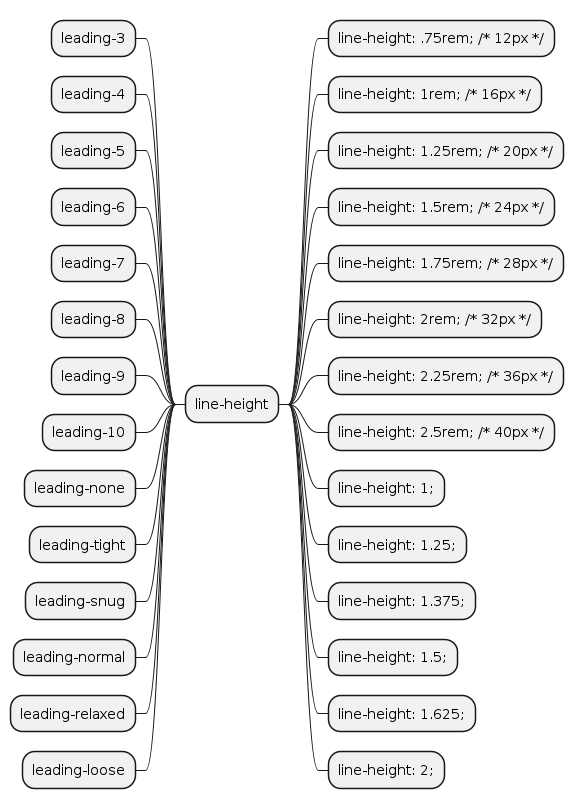 leading-3
leading-4
leading-5
leading-6
leading-7
leading-8
leading-9
leading-10
leading-none
leading-tight
leading-snug
leading-normal
leading-relaxed
leading-loose
line-height
line-height: .75rem; /* 12px */
line-height: 1rem; /* 16px */
line-height: 1.25rem; /* 20px */
line-height: 1.5rem; /* 24px */
line-height: 1.75rem; /* 28px */
line-height: 2rem; /* 32px */
line-height: 2.25rem; /* 36px */
line-height: 2.5rem; /* 40px */
line-height: 1;
line-height: 1.25;
line-height: 1.375;
line-height: 1.5;
line-height: 1.625;
line-height: 2;